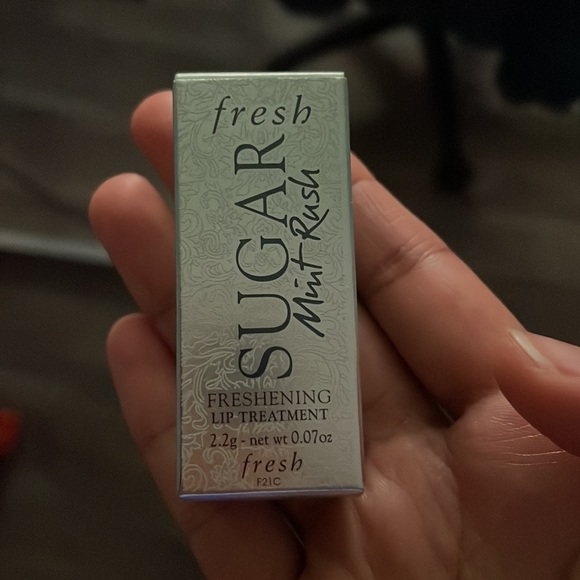 fresh
SUGAR
Mint Rush
FRESHENING
LIP TREATMENT
2.2g - net wt 0.07oz
fresh
F21C